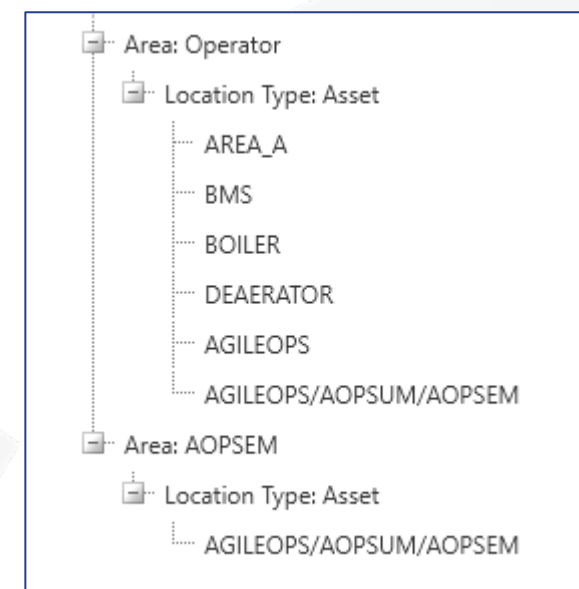 Area: Operator
Location Type: Asset
AREA_A
BMS
BOILER
DEAERATOR
AGILEOPS
AGILEOPS/AOPSUM/AOPSEM
Area: AOPSEM
Location Type: Asset
AGILEOPS/AOPSUM/AOPSEM